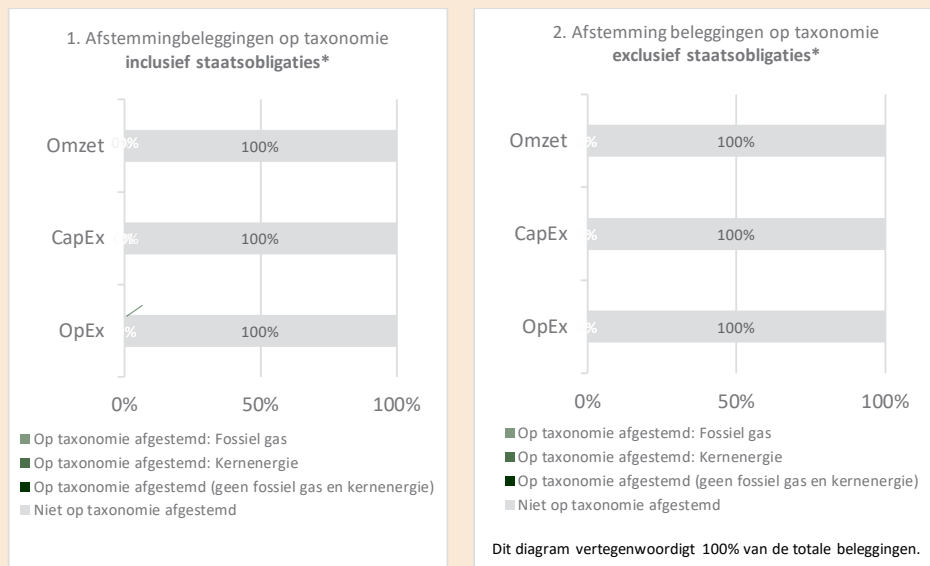 1. Afstemmingbeleggingen op taxonomie
inclusief staatsobligaties*
Omzet 100%
CapEx 100%
OpEx 100%
0% 50% 100%
Op taxonomie afgestemd: Fossiel gas
Op taxonomie afgestemd: Kernenergie
Op taxonomie afgestemd (geen fossiel gas en kernenergie)
Niet op taxonomie afgestemd
2. Afstemming beleggingen op taxonomie
exclusief staatsobligaties*
Omzet 100%
CapEx 100%
OpEx 100%
0% 50% 100%
Op taxonomie afgestemd: Fossiel gas
Op taxonomie afgestemd: Kernenergie
Op taxonomie afgestemd (geen fossiel gas en kernenergie)
Niet op taxonomie afgestemd
Dit diagram vertegenwoordigt 100% van de totale beleggingen.